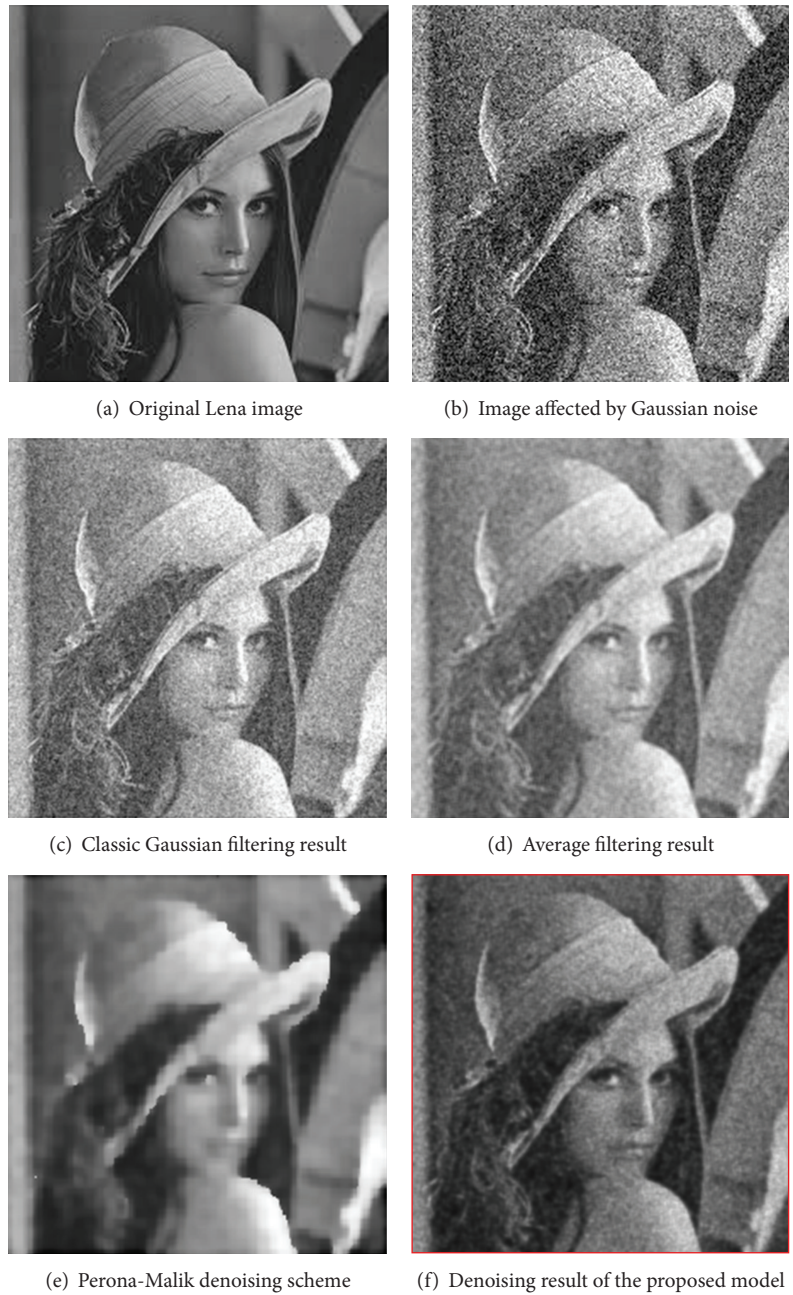 (a) Original Lena image
(b) Image affected by Gaussian noise
(c) Classic Gaussian filtering result
(d) Average filtering result
(e) Perona-Malik denoising scheme
(f) Denoising result of the proposed model